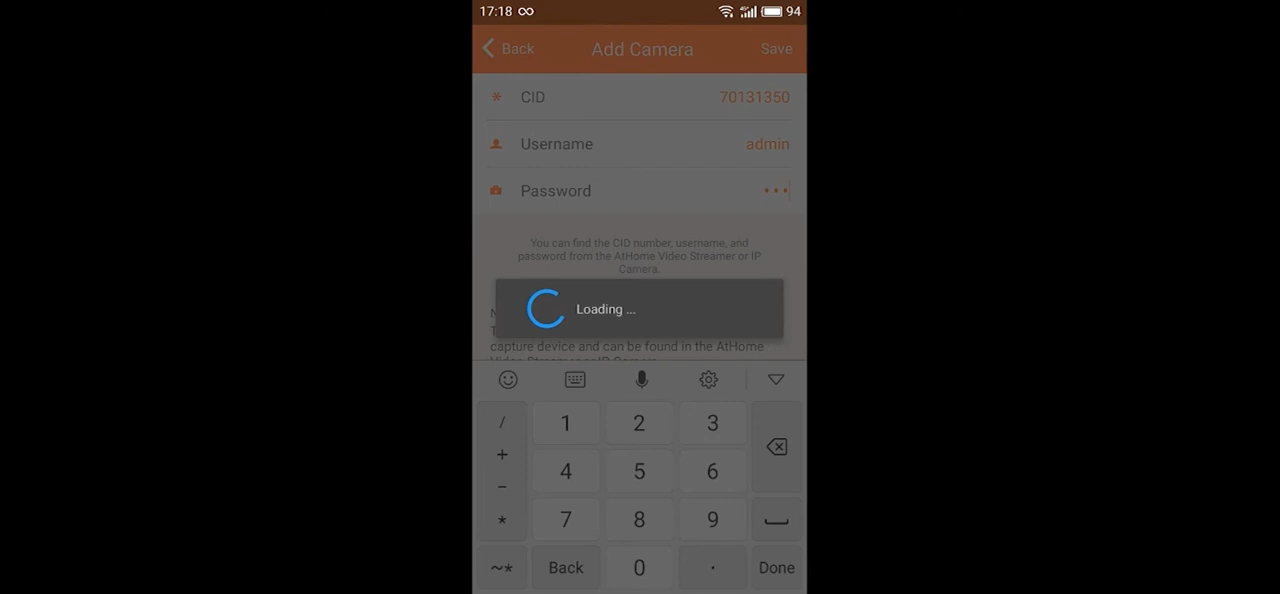 17:18 94
Back Add Camera Save
CID 70131350
Username admin
Password •••
You can find the CID number, username, and
password from the AtHome Video Streamer or IP
Camera.
Loading ...
capture device and can be found in the AtHome
/ 1 2 3
+
4 5 6
-
* 7 8 9
~* Back 0 . Done